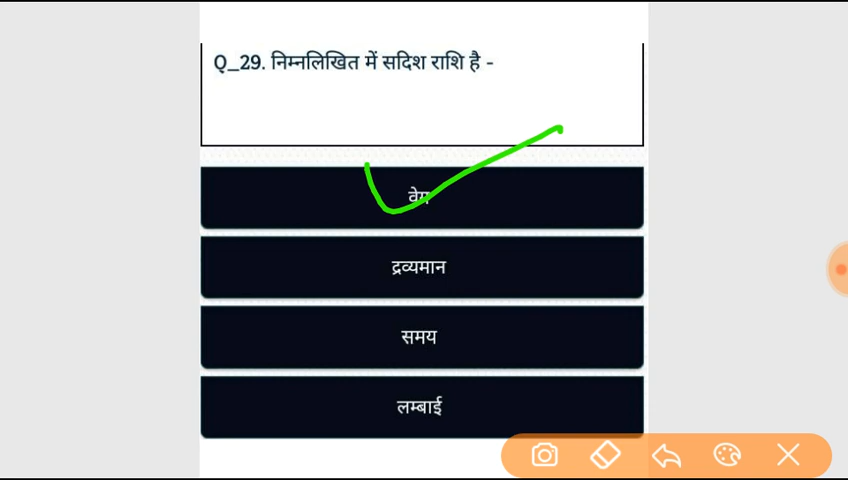 Q_29. निम्नलिखित में सदिश राशि है -
वेग
द्रव्यमान
समय
लम्बाई